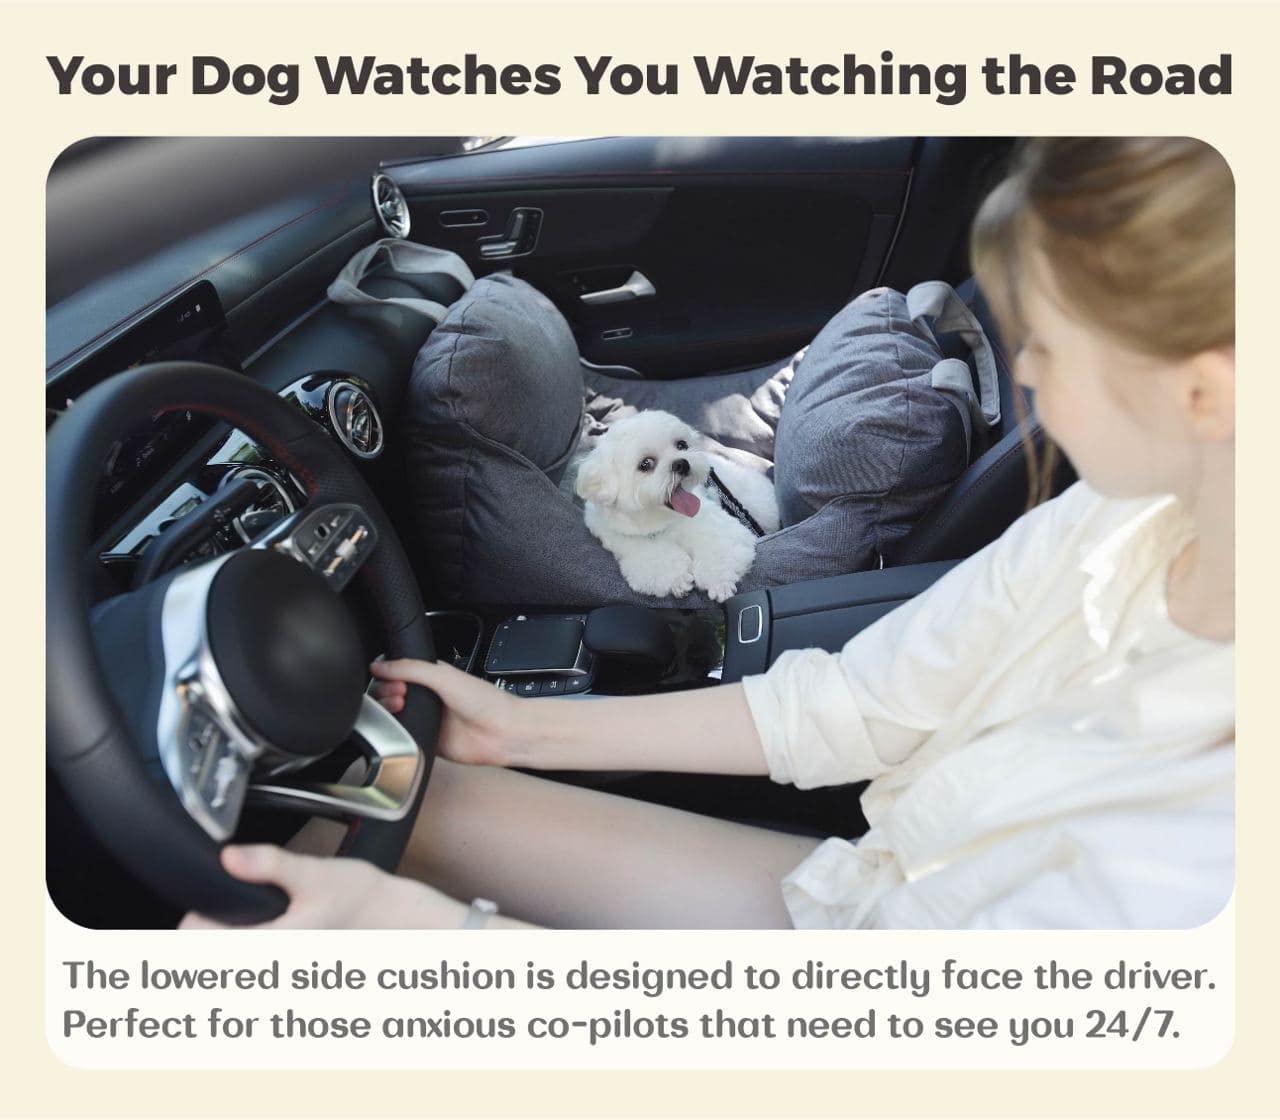 Your Dog Watches You Watching the Road
The lowered side cushion is designed to directly face the driver.
Perfect for those anxious co-pilots that need to see you 24/7.